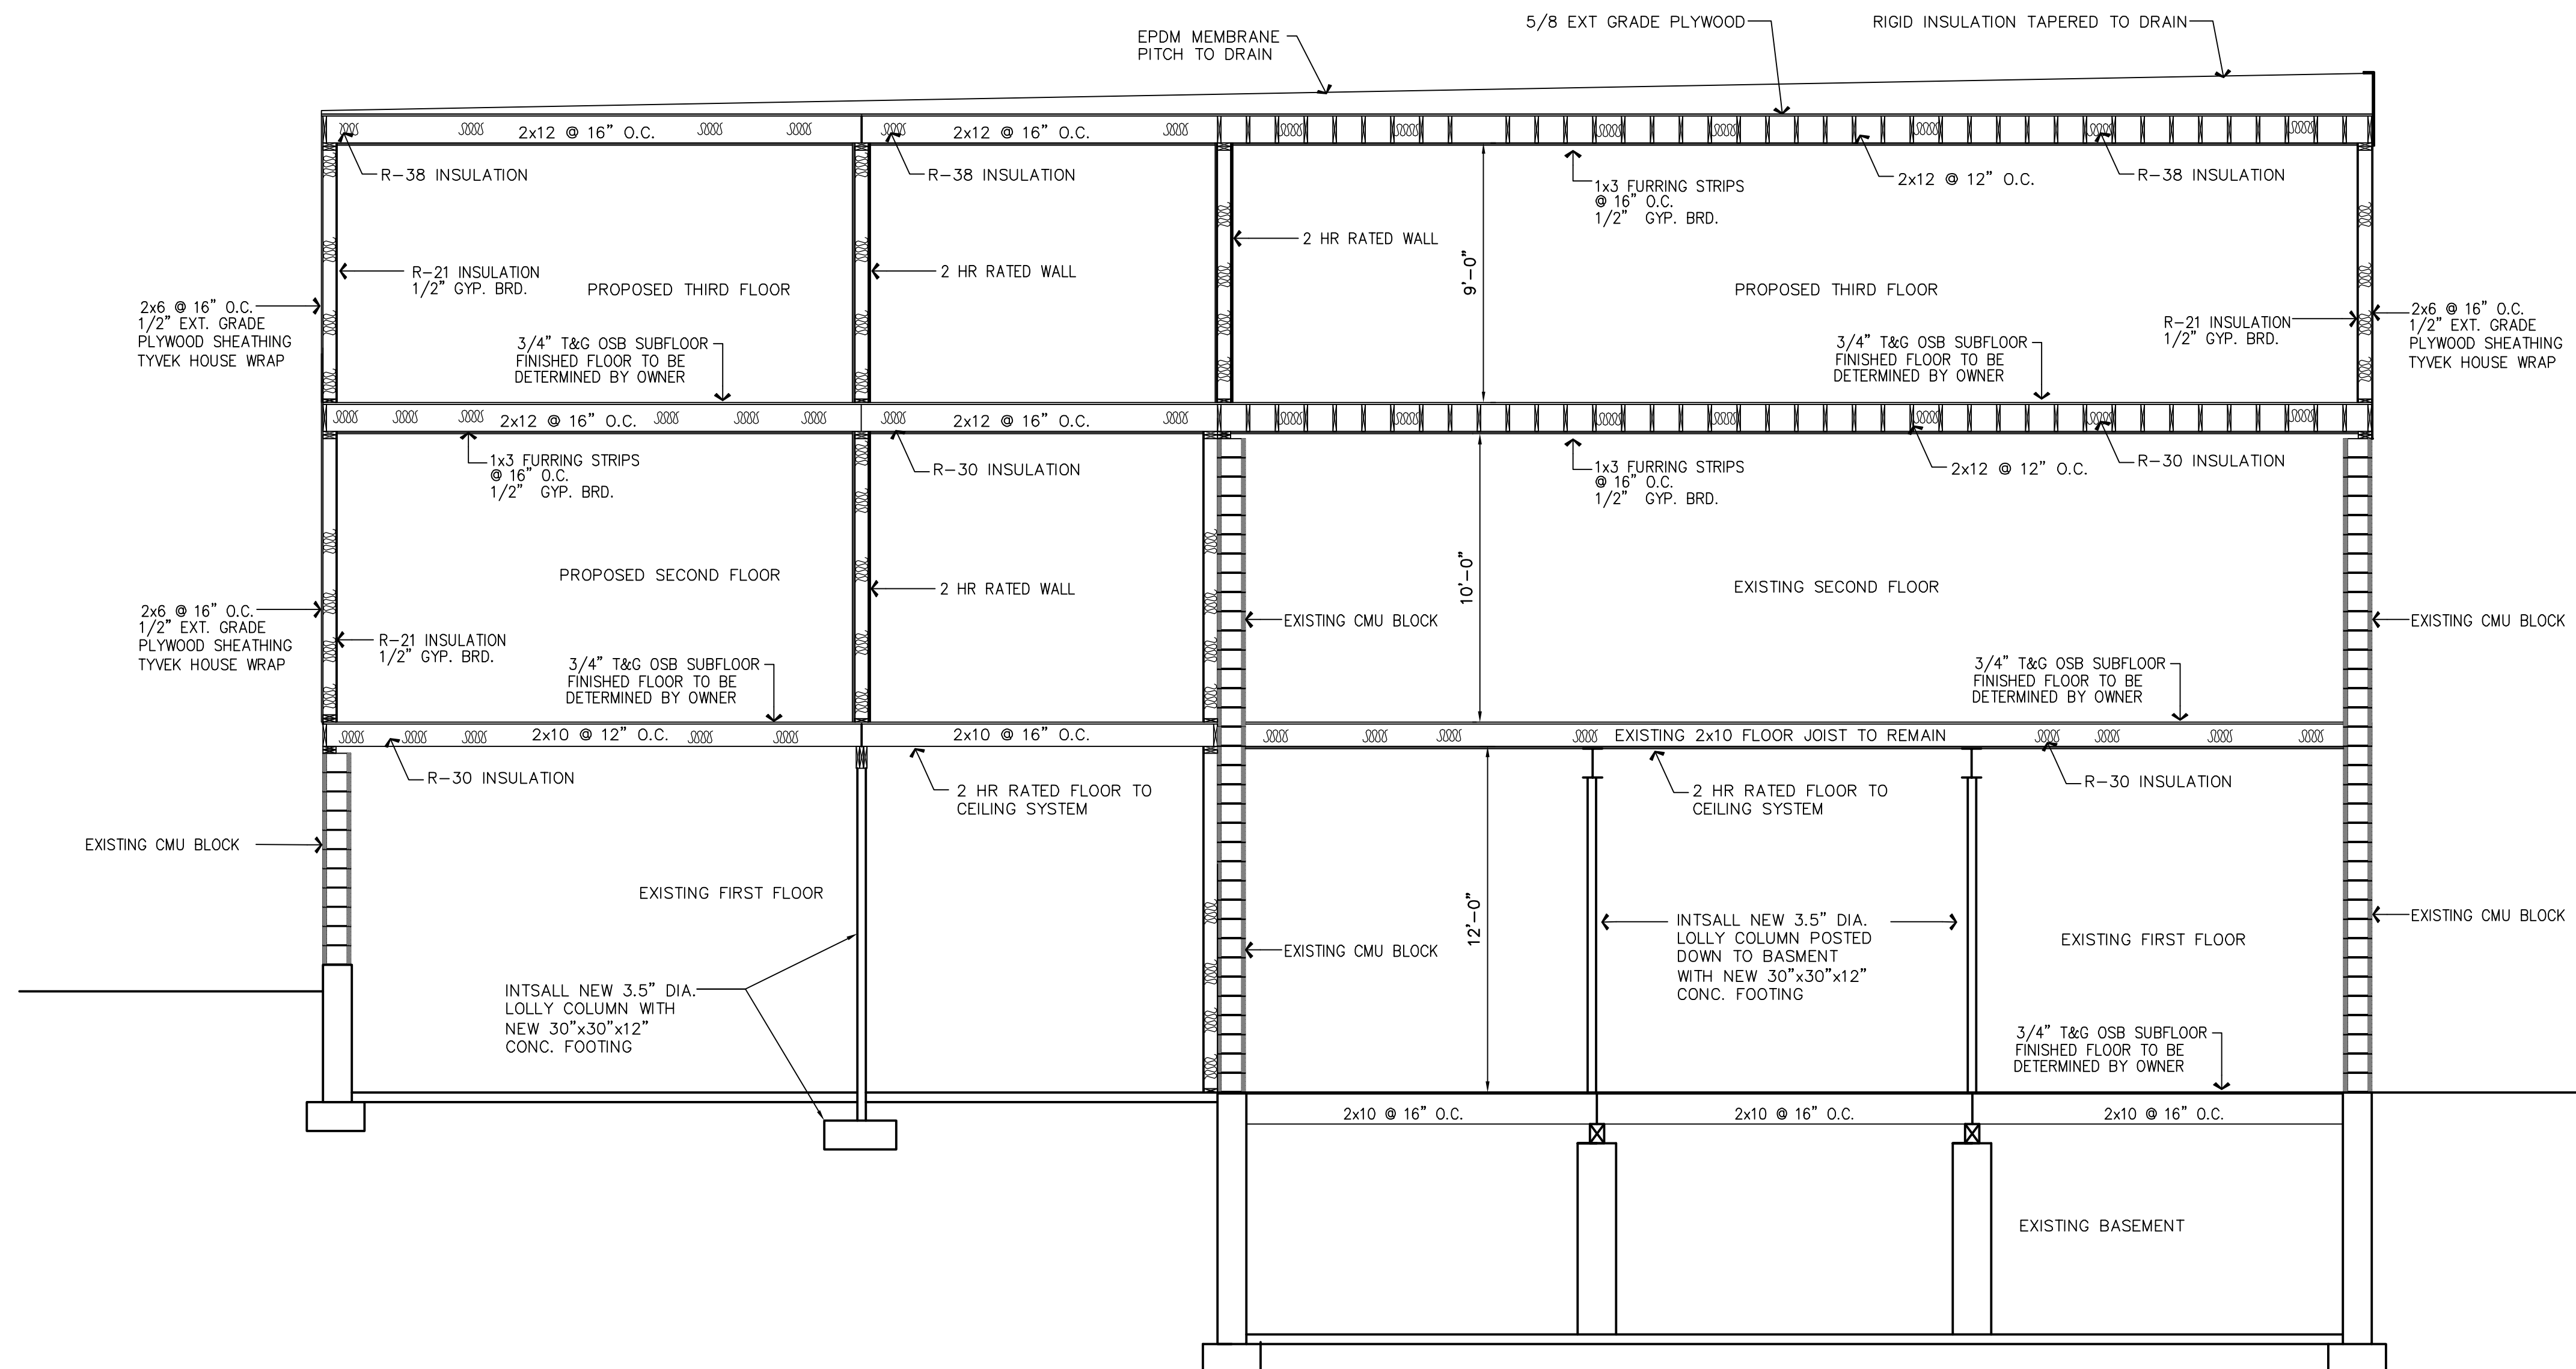 5/8 EXT GRADE PLYWOOD
RIGID INSULATION TAPERED TO DRAIN
EPDM MEMBRANE
PITCH TO DRAIN
2x12 @ 16" O.C.
2x12 @ 16" O.C.
R-38 INSULATION
R-38 INSULATION
1x3 FURRING STRIPS
@ 16" O.C.
1/2" GYP. BRD.
2x12 @ 12" O.C.
R-38 INSULATION
2 HR RATED WALL
9'-0"
R-21 INSULATION
1/2" GYP. BRD.
2 HR RATED WALL
PROPOSED THIRD FLOOR
PROPOSED THIRD FLOOR
2x6 @ 16" O.C.
1/2" EXT. GRADE
PLYWOOD SHEATHING
TYVEK HOUSE WRAP
R-21 INSULATION
1/2" GYP. BRD.
2x6 @ 16" O.C.
1/2" EXT. GRADE
PLYWOOD SHEATHING
TYVEK HOUSE WRAP
3/4" T&G OSB SUBFLOOR
FINISHED FLOOR TO BE
DETERMINED BY OWNER
3/4" T&G OSB SUBFLOOR
FINISHED FLOOR TO BE
DETERMINED BY OWNER
2x12 @ 16" O.C.
2x12 @ 16" O.C.
1x3 FURRING STRIPS
@ 16" O.C.
1/2" GYP. BRD.
R-30 INSULATION
1x3 FURRING STRIPS
@ 16" O.C.
1/2" GYP. BRD.
2x12 @ 12" O.C.
R-30 INSULATION
10'-0"
PROPOSED SECOND FLOOR
2 HR RATED WALL
EXISTING SECOND FLOOR
2x6 @ 16" O.C.
1/2" EXT. GRADE
PLYWOOD SHEATHING
TYVEK HOUSE WRAP
R-21 INSULATION
1/2" GYP. BRD.
EXISTING CMU BLOCK
EXISTING CMU BLOCK
3/4" T&G OSB SUBFLOOR
FINISHED FLOOR TO BE
DETERMINED BY OWNER
3/4" T&G OSB SUBFLOOR
FINISHED FLOOR TO BE
DETERMINED BY OWNER
2x10 @ 12" O.C.
2x10 @ 16" O.C.
EXISTING 2x10 FLOOR JOIST TO REMAIN
R-30 INSULATION
2 HR RATED FLOOR TO
CEILING SYSTEM
2 HR RATED FLOOR TO
CEILING SYSTEM
R-30 INSULATION
EXISTING CMU BLOCK
EXISTING FIRST FLOOR
12'-0"
EXISTING CMU BLOCK
INTSALL NEW 3.5" DIA.
LOLLY COLUMN POSTED
DOWN TO BASMENT
WITH NEW 30"x30"x12"
CONC. FOOTING
EXISTING FIRST FLOOR
EXISTING CMU BLOCK
INTSALL NEW 3.5" DIA.
LOLLY COLUMN WITH
NEW 30"x30"x12"
CONC. FOOTING
3/4" T&G OSB SUBFLOOR
FINISHED FLOOR TO BE
DETERMINED BY OWNER
2x10 @ 16" O.C.
2x10 @ 16" O.C.
2x10 @ 16" O.C.
EXISTING BASEMENT